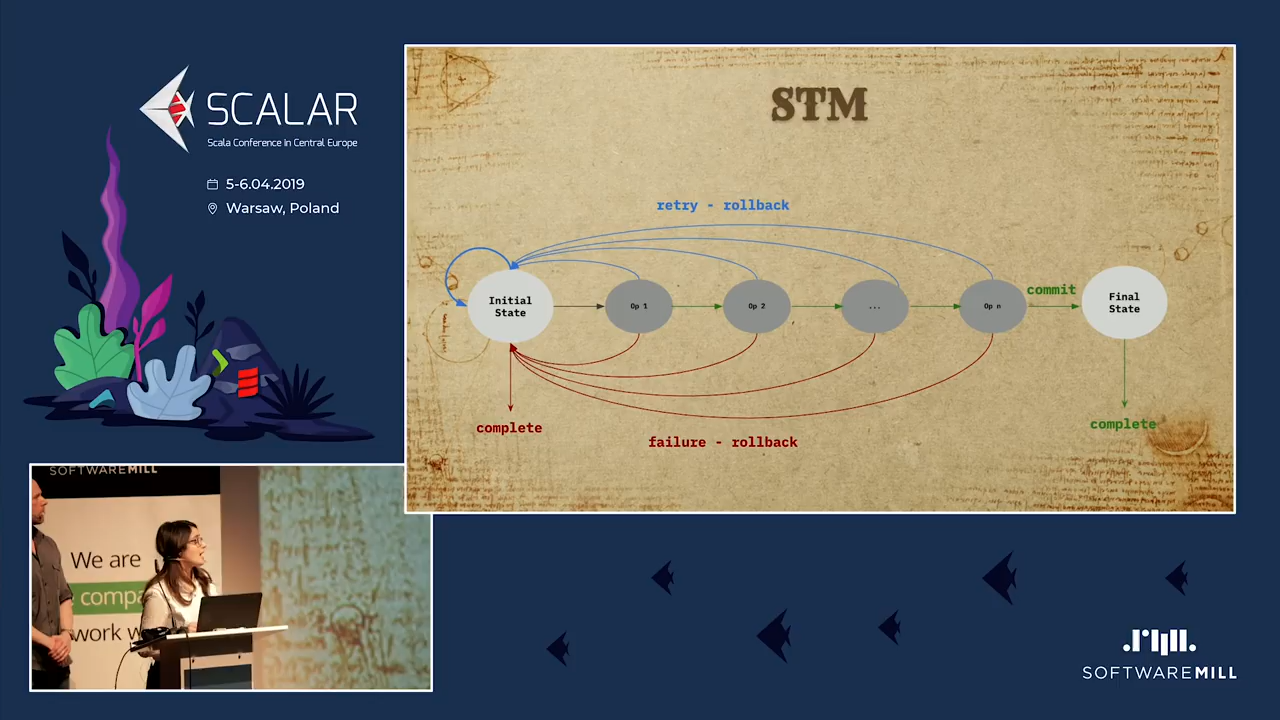 SCALAR
Scala Conference in Central Europe
5-6.04.2019
Warsaw, Poland
STM
retry - rollback
Initial
State
Op 1
Op 2
...
Op n
commit
Final
State
complete
failure - rollback
complete
SOFTWAREMILL
We are
compa
work w
SOFTWAREMILL